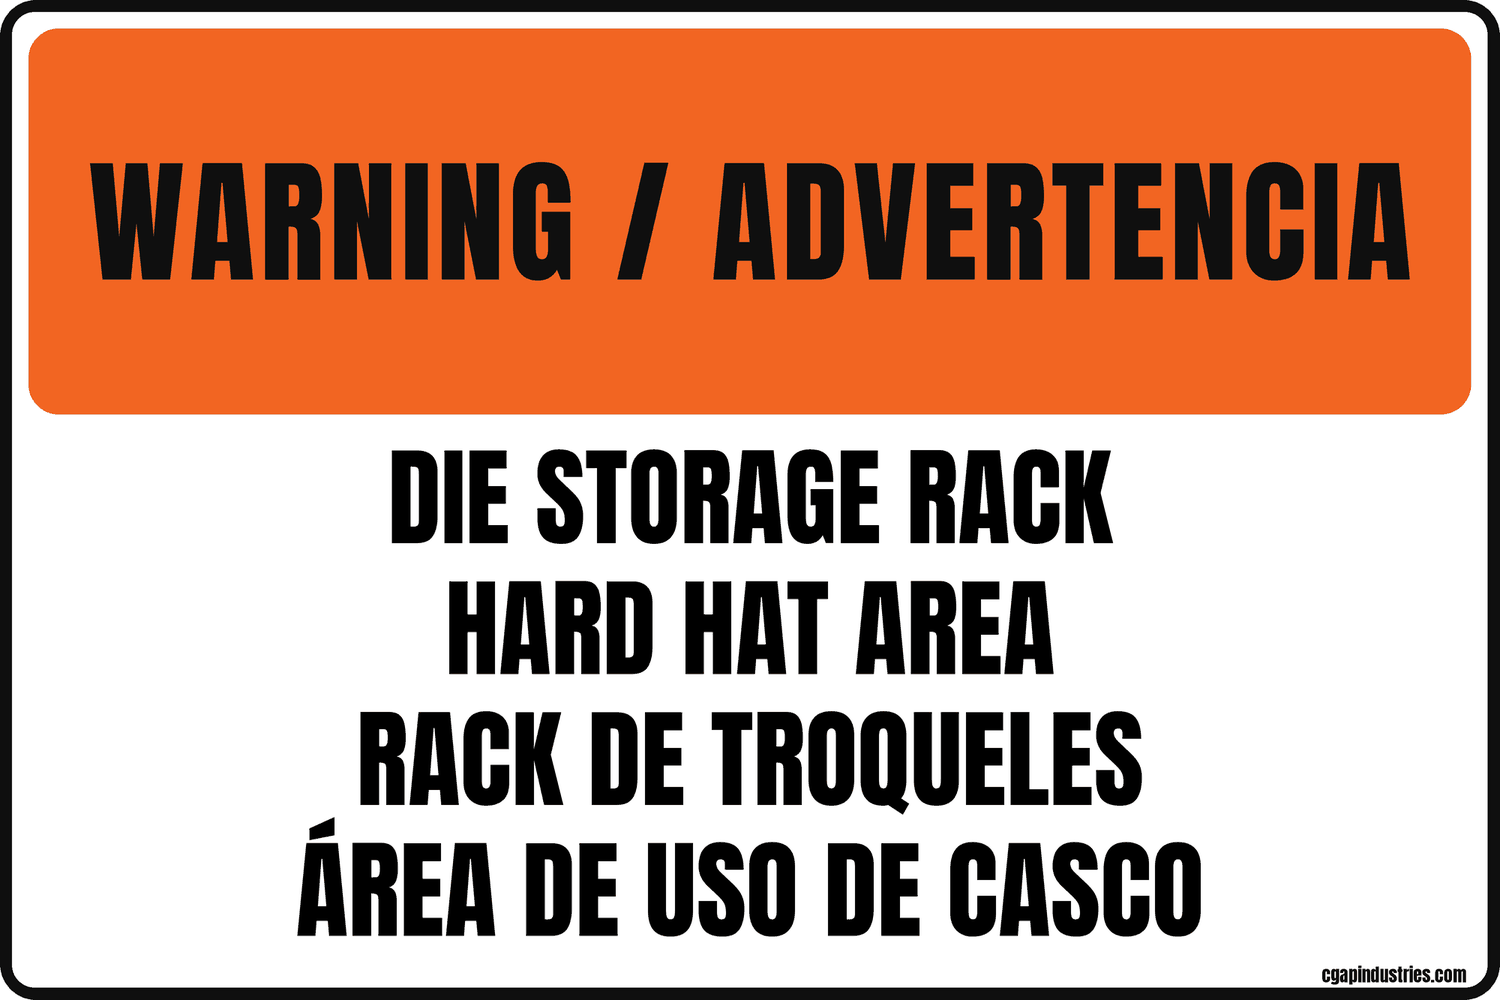 WARNING / ADVERTENCIA
DIE STORAGE RACK
HARD HAT AREA
RACK DE TROQUELES
ÁREA DE USO DE CASCO
cgapindustries.com